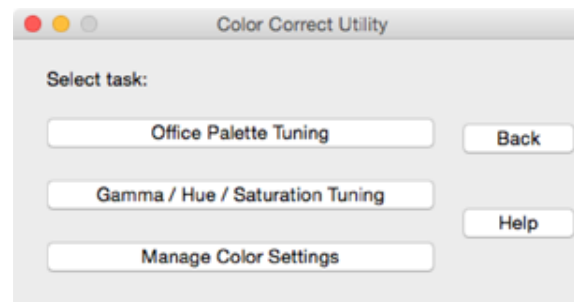 Color Correct Utility
Select task:
Office Palette Tuning
Back
Gamma / Hue / Saturation Tuning
Help
Manage Color Settings